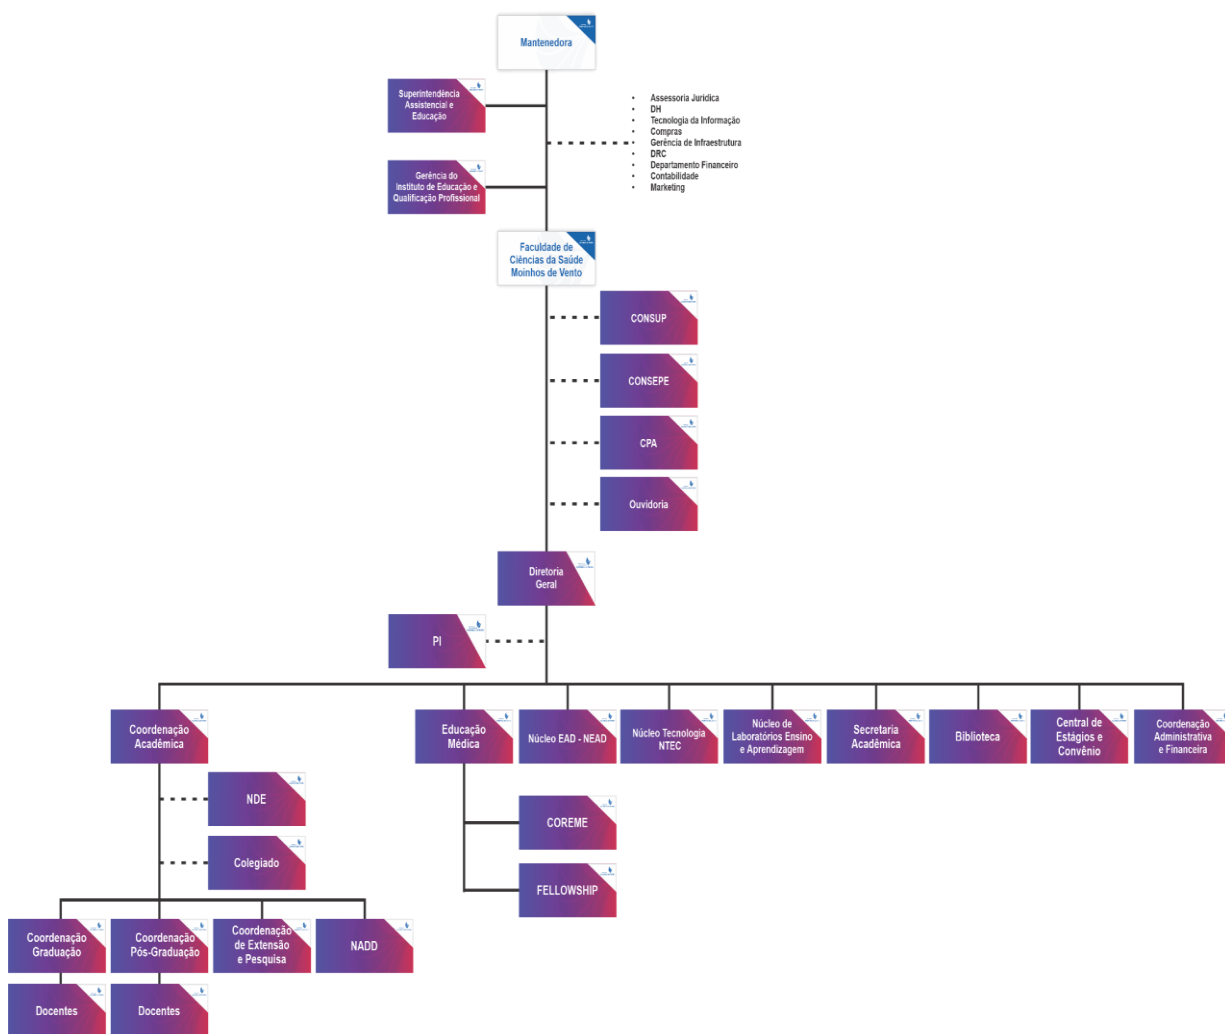 Mantenedora
Superintendência
Assistencial e
Educação
• Assessoria Jurídica
• DH
• Tecnologia da Informação
• Compras
• Gerência de Infraestrutura
• DRC
• Departamento Financeiro
• Contabilidade
• Marketing
Gerência do
Instituto de Educação e
Qualificação Profissional
Faculdade de
Ciências da Saúde
Moinhos de Vento
CONSUP
CONSEPE
CPA
Ouvidoria
Diretoria
Geral
PI
Coordenação
Acadêmica
Educação
Médica
Núcleo EAD - NEAD
Núcleo Tecnologia
NTEC
Núcleo de
Laboratórios Ensino
e Aprendizagem
Secretaria
Acadêmica
Biblioteca
Central de
Estágios e
Convênio
Coordenação
Administrativa
e Financeira
NDE
Colegiado
COREME
FELLOWSHIP
Coordenação
Graduação
Coordenação
Pós-Graduação
Coordenação
de Extensão
e Pesquisa
NADD
Docentes
Docentes